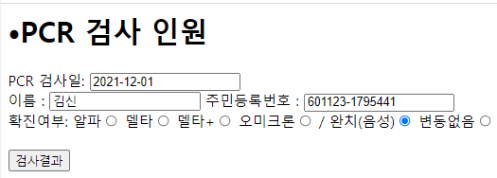 •PCR 검사 인원
PCR 검사일: 2021-12-01
이름 : 김신 주민등록번호 : 601123-1795441
확진여부: 알파 델타 델타+ 오미크론 / 완치(음성) 변동없음
검사결과